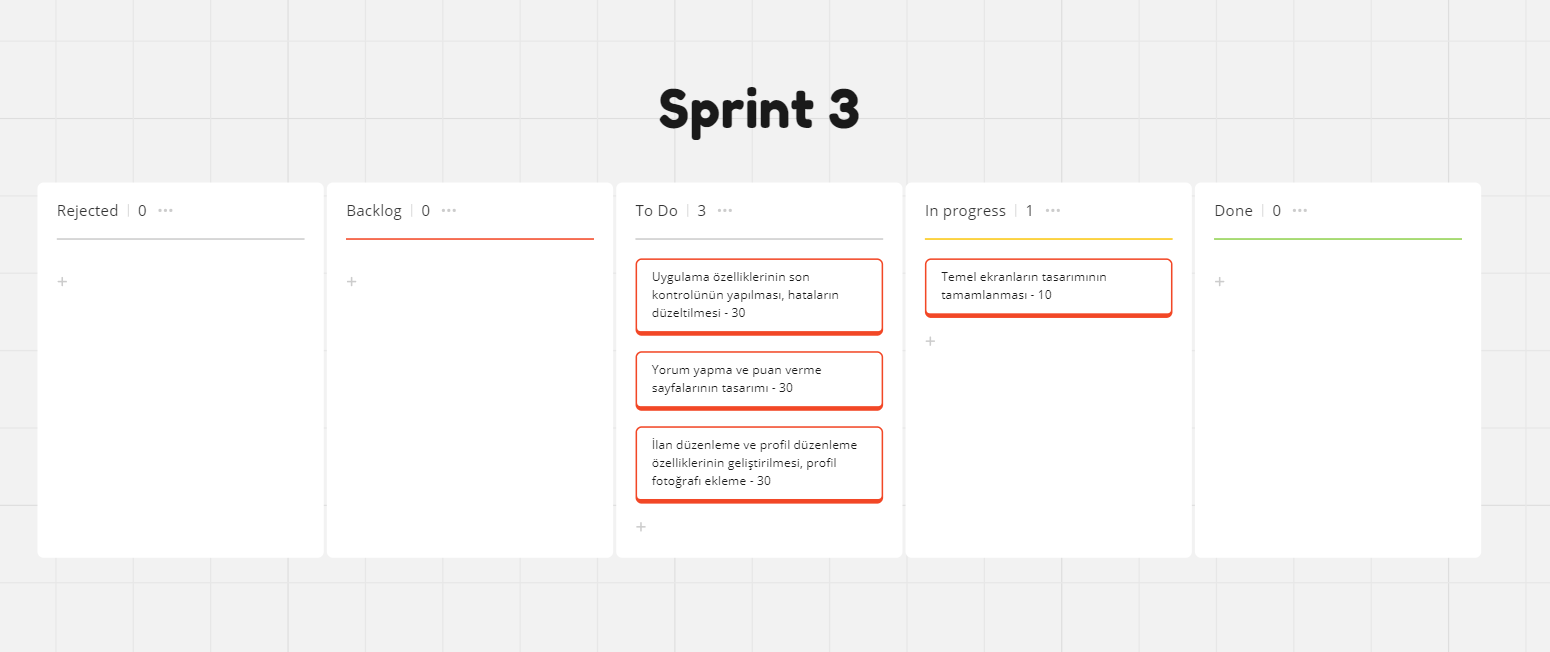 Sprint 3
Rejected 0
Backlog 0
To Do 3
In progress 1
Done 0
Uygulama özelliklerinin son
kontrolünün yapılması, hataların
düzeltilmesi - 30
Yorum yapma ve puan verme
sayfalarının tasarımı - 30
İlan düzenleme ve profil düzenleme
özelliklerinin geliştirilmesi, profil
fotoğrafı ekleme - 30
Temel ekranların tasarımının
tamamlanması - 10